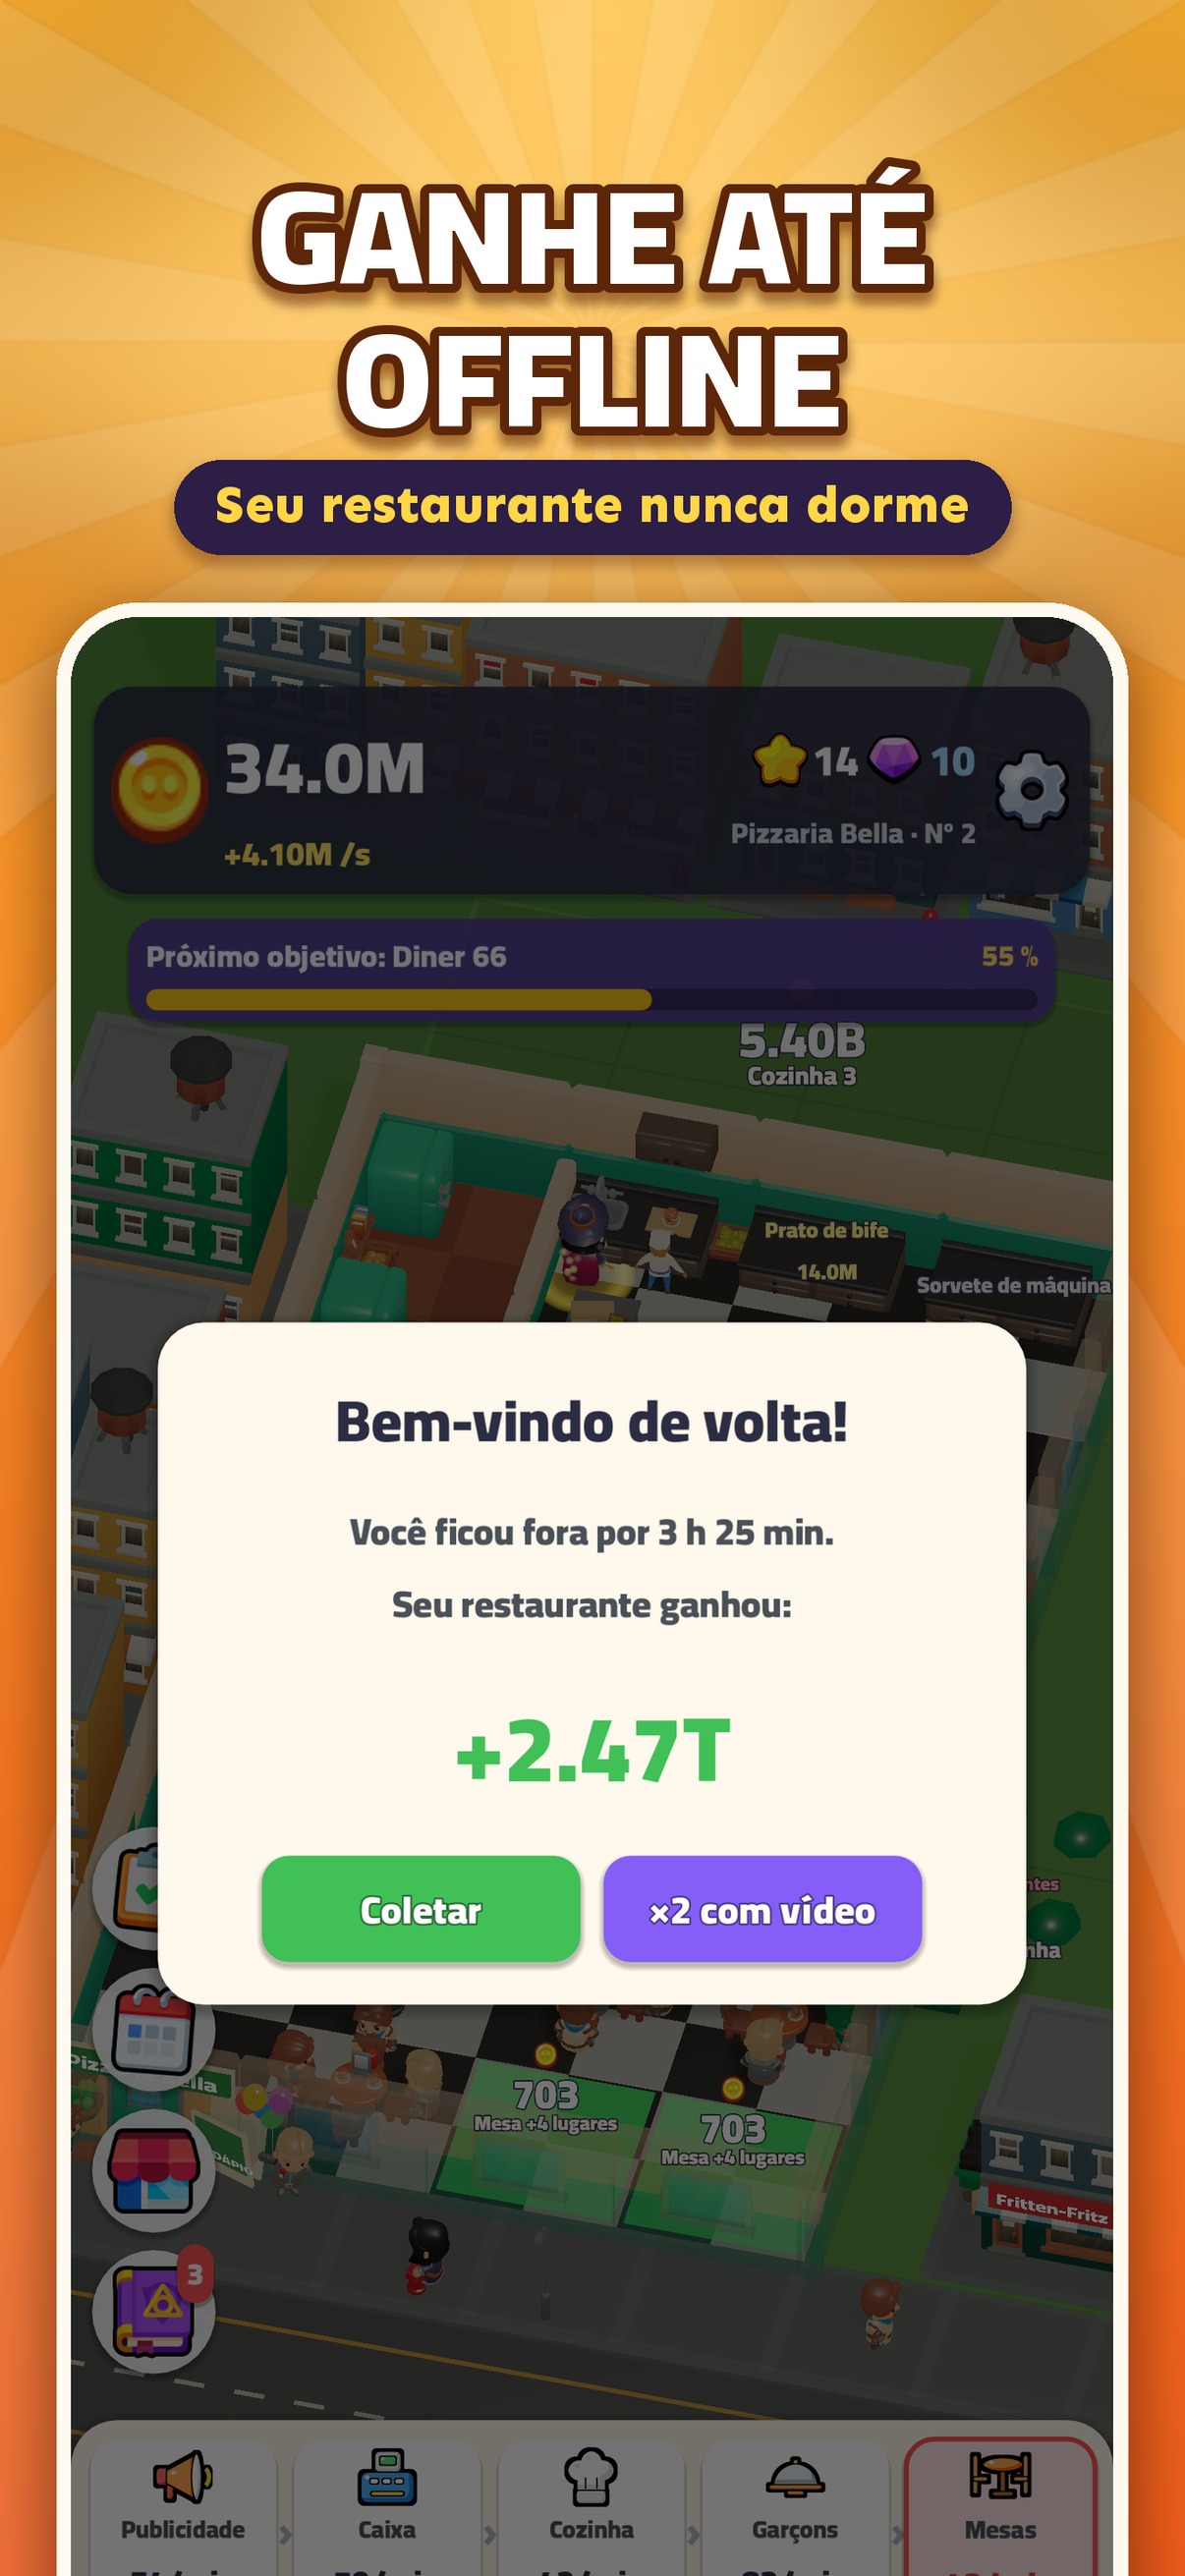 GANHE ATÉ
OFFLINE
Seu restaurante nunca dorme
34.0M
14
10
+4.10M /s
Pizzaria Bella · Nº 2
Próximo objetivo: Diner 66
55 %
5.40B
Cozinha 3
Prato de bife
14.0M
Sorvete de máquina
Bem-vindo de volta!
Você ficou fora por 3 h 25 min.
Seu restaurante ganhou:
+2.47T
Coletar
×2 com vídeo
703
Mesa +4 lugares
703
Mesa +4 lugares
Fritten-Fritz
3
Publicidade
Caixa
Cozinha
Garçons
Mesas